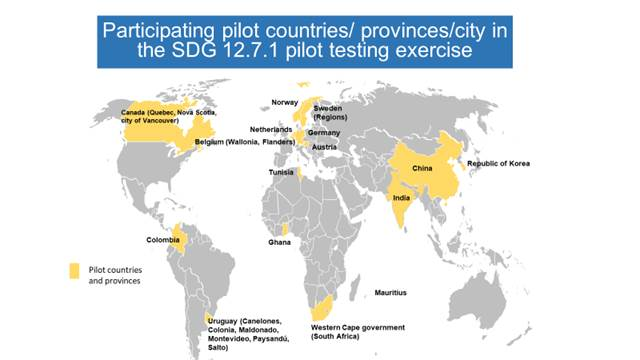 Participating pilot countries/ provinces/city in
the SDG 12.7.1 pilot testing exercise
Norway
Sweden
(Regions)
Canada (Quebec, Nova Scotia,
city of Vancouver)
Netherlands
Germany
Belgium (Wallonia, Flanders)
Austria
Republic of Korea
China
Tunisia
India
Colombia
Ghana
Pilot countries
and provinces
Mauritius
Uruguay (Canelones,
Colonia, Maldonado,
Montevideo, Paysandú,
Salto)
Western Cape government
(South Africa)